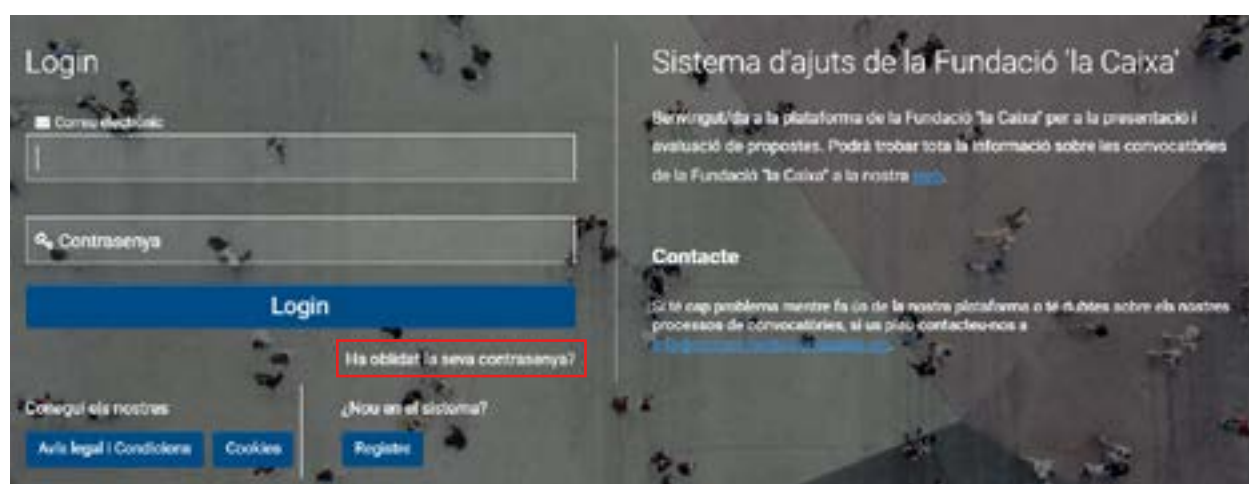 Login
Correu electrònic
Contrasenya
Login
Ha oblidat la seva contrasenya?
Conegui els nostres
¿Nou en el sistema?
Avís legal i Condicions
Cookies
Registre
Sistema d'ajuts de la Fundació 'la Caixa'
Benvingut/da a la plataforma de la Fundació "la Caixa" per a la presentació i
avaluació de propostes. Podrà trobar tota la informació sobre les convocatòries
de la Fundació "la Caixa" a la nostra web.
Contacte
Si té cap problema mentre fa ús de la nostra plataforma o té dubtes sobre els nostres
processos de convocatòries, si us plau contacteu-nos a